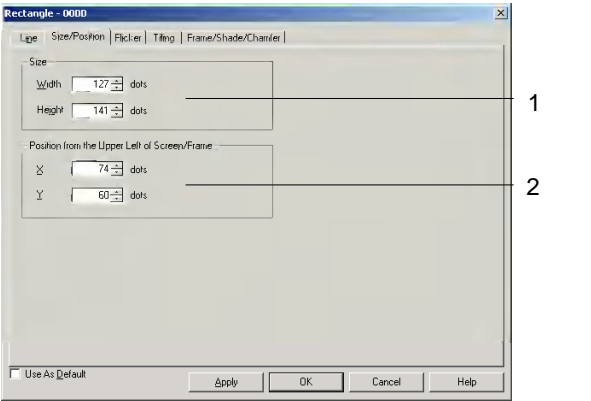 Rectangle - 0000
Line Size/Position Flicker Tiling Frame/Shade/Chamfer
Size
Width 127 dots
Height 141 dots
1
Position from the Upper Left of Screen/Frame
X 74 dots
Y 60 dots
2
Use As Default
Apply OK Cancel Help